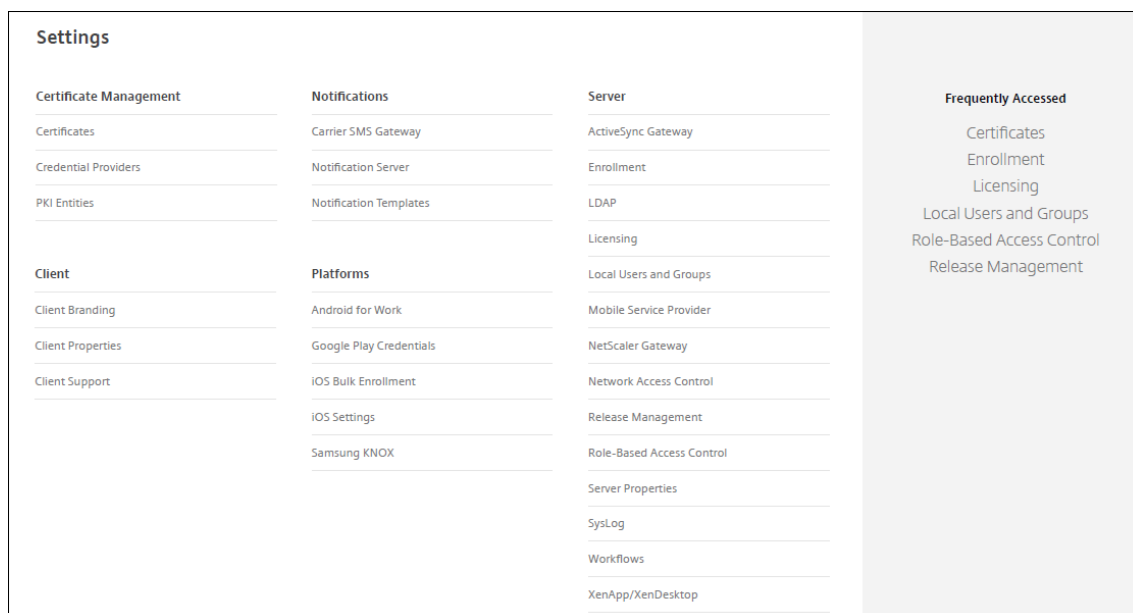 Settings
Certificate Management
Certificates
Credential Providers
PKI Entities
Client
Client Branding
Client Properties
Client Support
Notifications
Carrier SMS Gateway
Notification Server
Notification Templates
Platforms
Android for Work
Google Play Credentials
iOS Bulk Enrollment
iOS Settings
Samsung KNOX
Server
ActiveSync Gateway
Enrollment
LDAP
Licensing
Local Users and Groups
Mobile Service Provider
NetScaler Gateway
Network Access Control
Release Management
Role-Based Access Control
Server Properties
SysLog
Workflows
XenApp/XenDesktop
Frequently Accessed
Certificates
Enrollment
Licensing
Local Users and Groups
Role-Based Access Control
Release Management